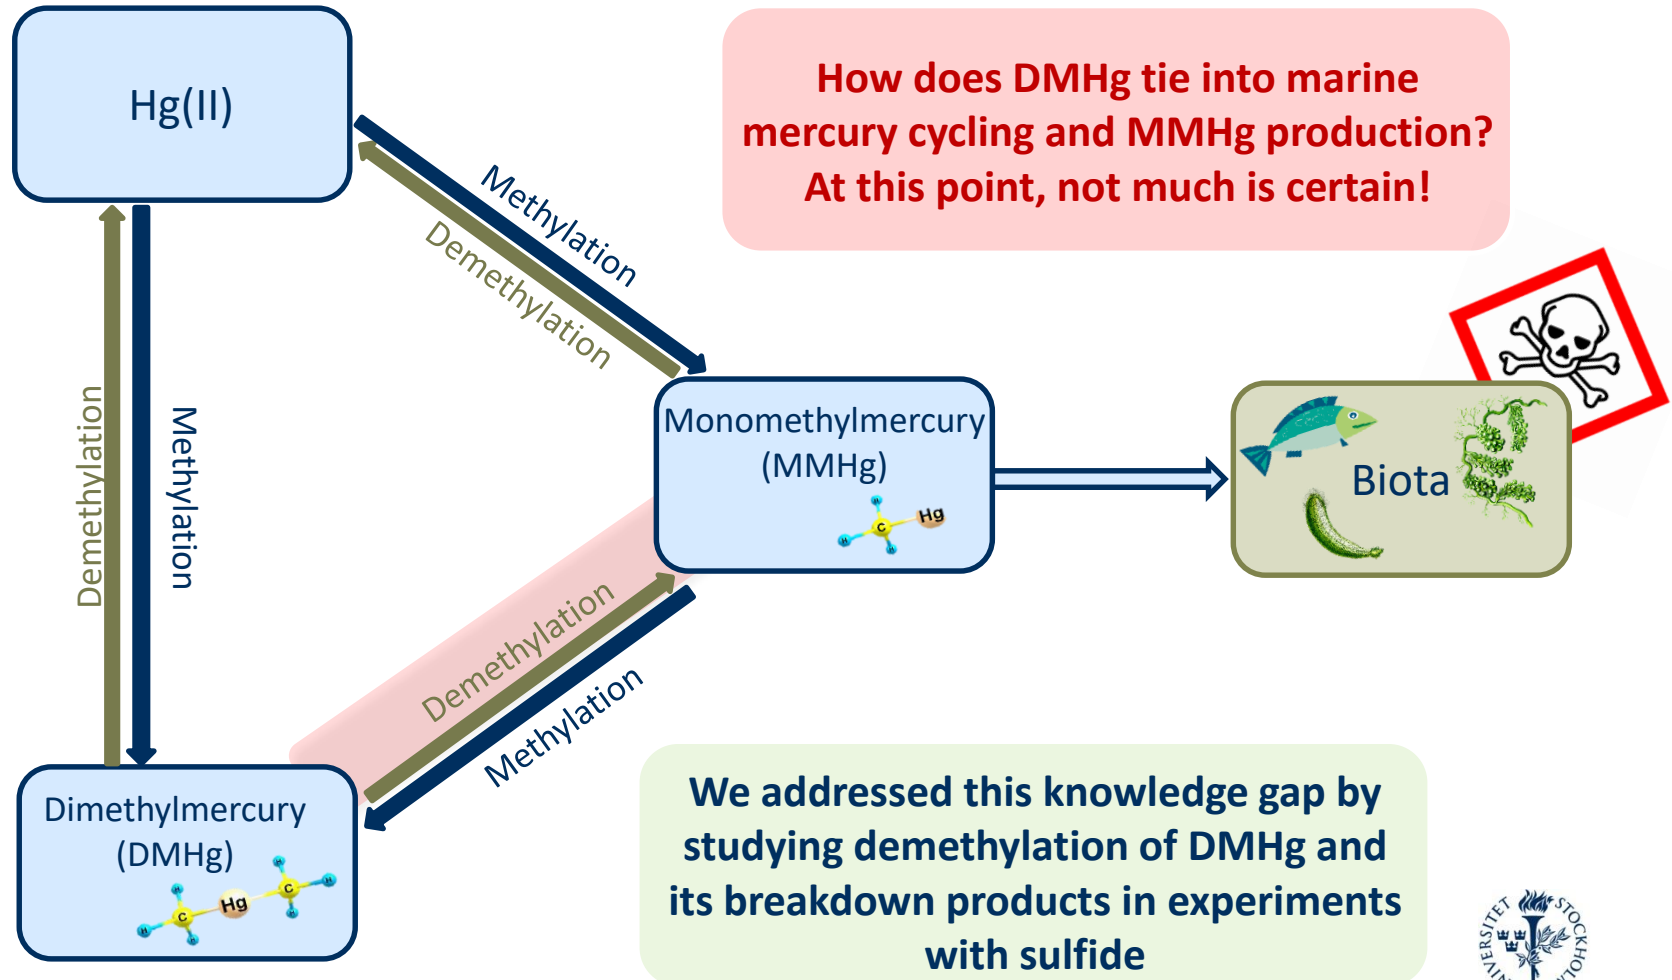 Hg(II)
How does DMHg tie into marine
mercury cycling and MMHg production?
At this point, not much is certain!
Methylation
Demethylation
Demethylation
Methylation
Monomethylmercury
(MMHg)
H
C
Hg
H
H
Biota
Demethylation
Methylation
Dimethylmercury
(DMHg)
H
H
C
Hg
C
H
H
H
H
We addressed this knowledge gap by
studying demethylation of DMHg and
its breakdown products in experiments
with sulfide